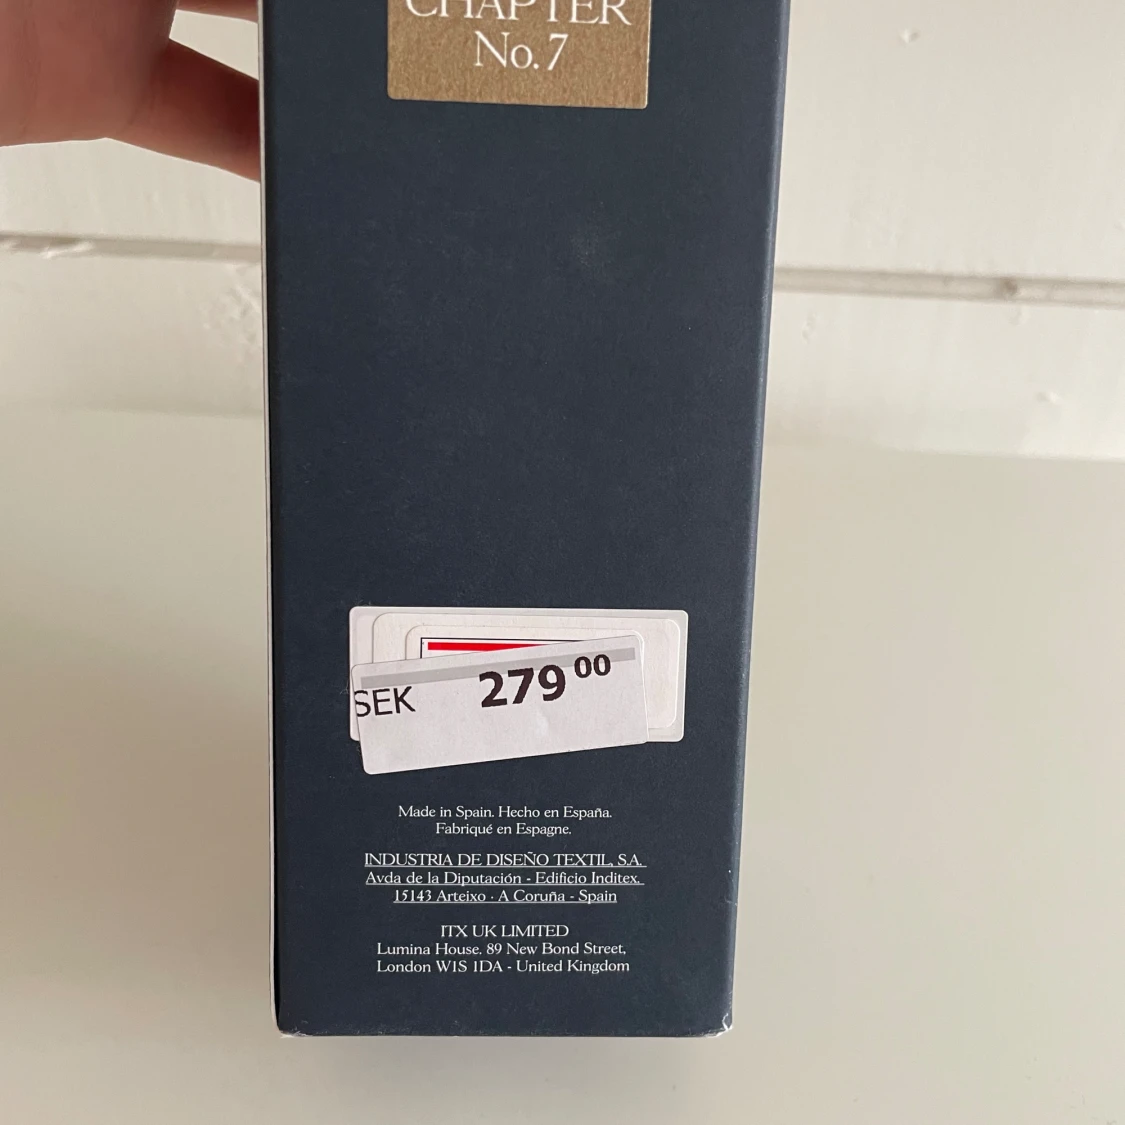 CHAPTER
No. 7
SEK 279 00
Made in Spain. Hecho en España.
Fabriqué en Espagne.
INDUSTRIA DE DISEÑO TEXTIL, S.A.
Avda de la Diputación - Edificio Inditex.
15143 Arteixo · A Coruña - Spain
ITX UK LIMITED
Lumina House. 89 New Bond Street,
London W1S 1DA - United Kingdom